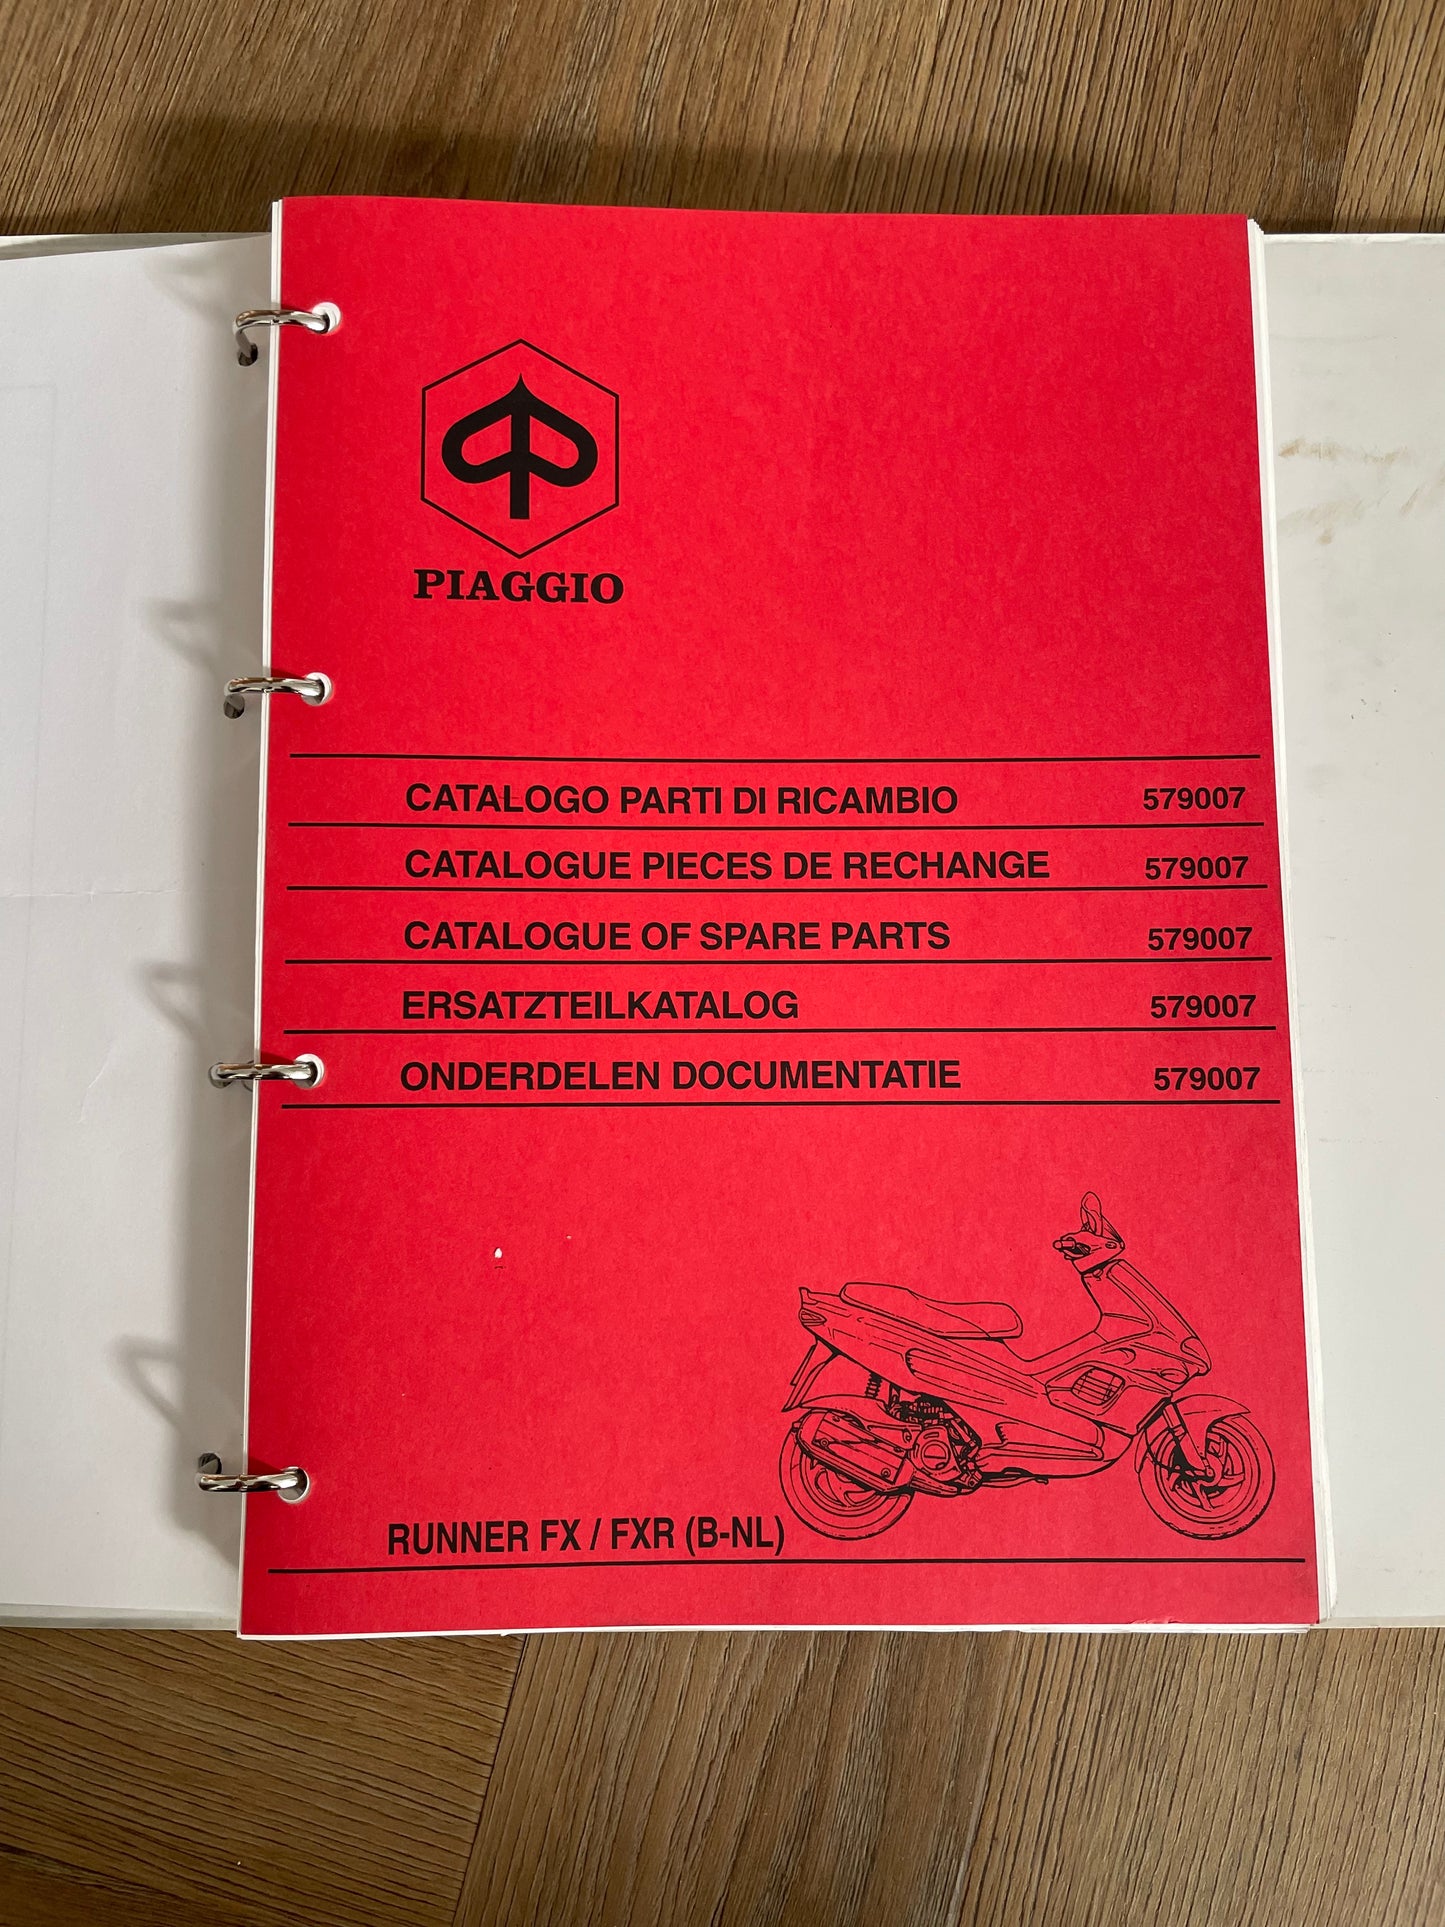 PIAGGIO
CATALOGO PARTI DI RICAMBIO 579007
CATALOGUE PIECES DE RECHANGE 579007
CATALOGUE OF SPARE PARTS 579007
ERSATZTEILKATALOG 579007
ONDERDELEN DOCUMENTATIE 579007
RUNNER FX / FXR (B-NL)